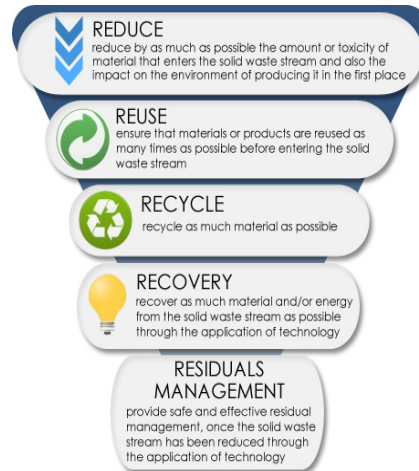 REDUCE
reduce by as much as possible the amount or toxicity of
material that enters the solid waste stream and also the
impact on the environment of producing it in the first place
REUSE
ensure that materials or products are reused as
many times as possible before entering the solid
waste stream
RECYCLE
recycle as much material as possible
RECOVERY
recover as much material and/or energy
from the solid waste stream as possible
through the application of technology
RESIDUALS
MANAGEMENT
provide safe and effective residual
management, once the solid waste
stream has been reduced through
the application of technology